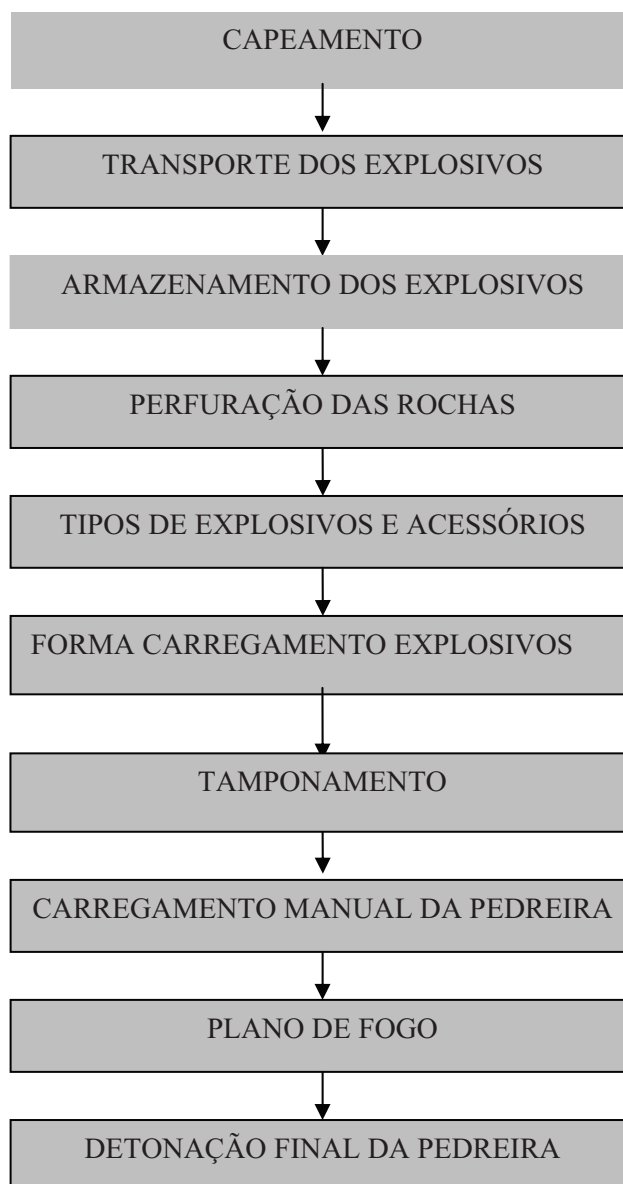 CAPEAMENTO
TRANSPORTE DOS EXPLOSIVOS
ARMAZENAMENTO DOS EXPLOSIVOS
PERFURAÇÃO DAS ROCHAS
TIPOS DE EXPLOSIVOS E ACESSÓRIOS
FORMA CARREGAMENTO EXPLOSIVOS
TAMPONAMENTO
CARREGAMENTO MANUAL DA PEDREIRA
PLANO DE FOGO
DETONAÇÃO FINAL DA PEDREIRA